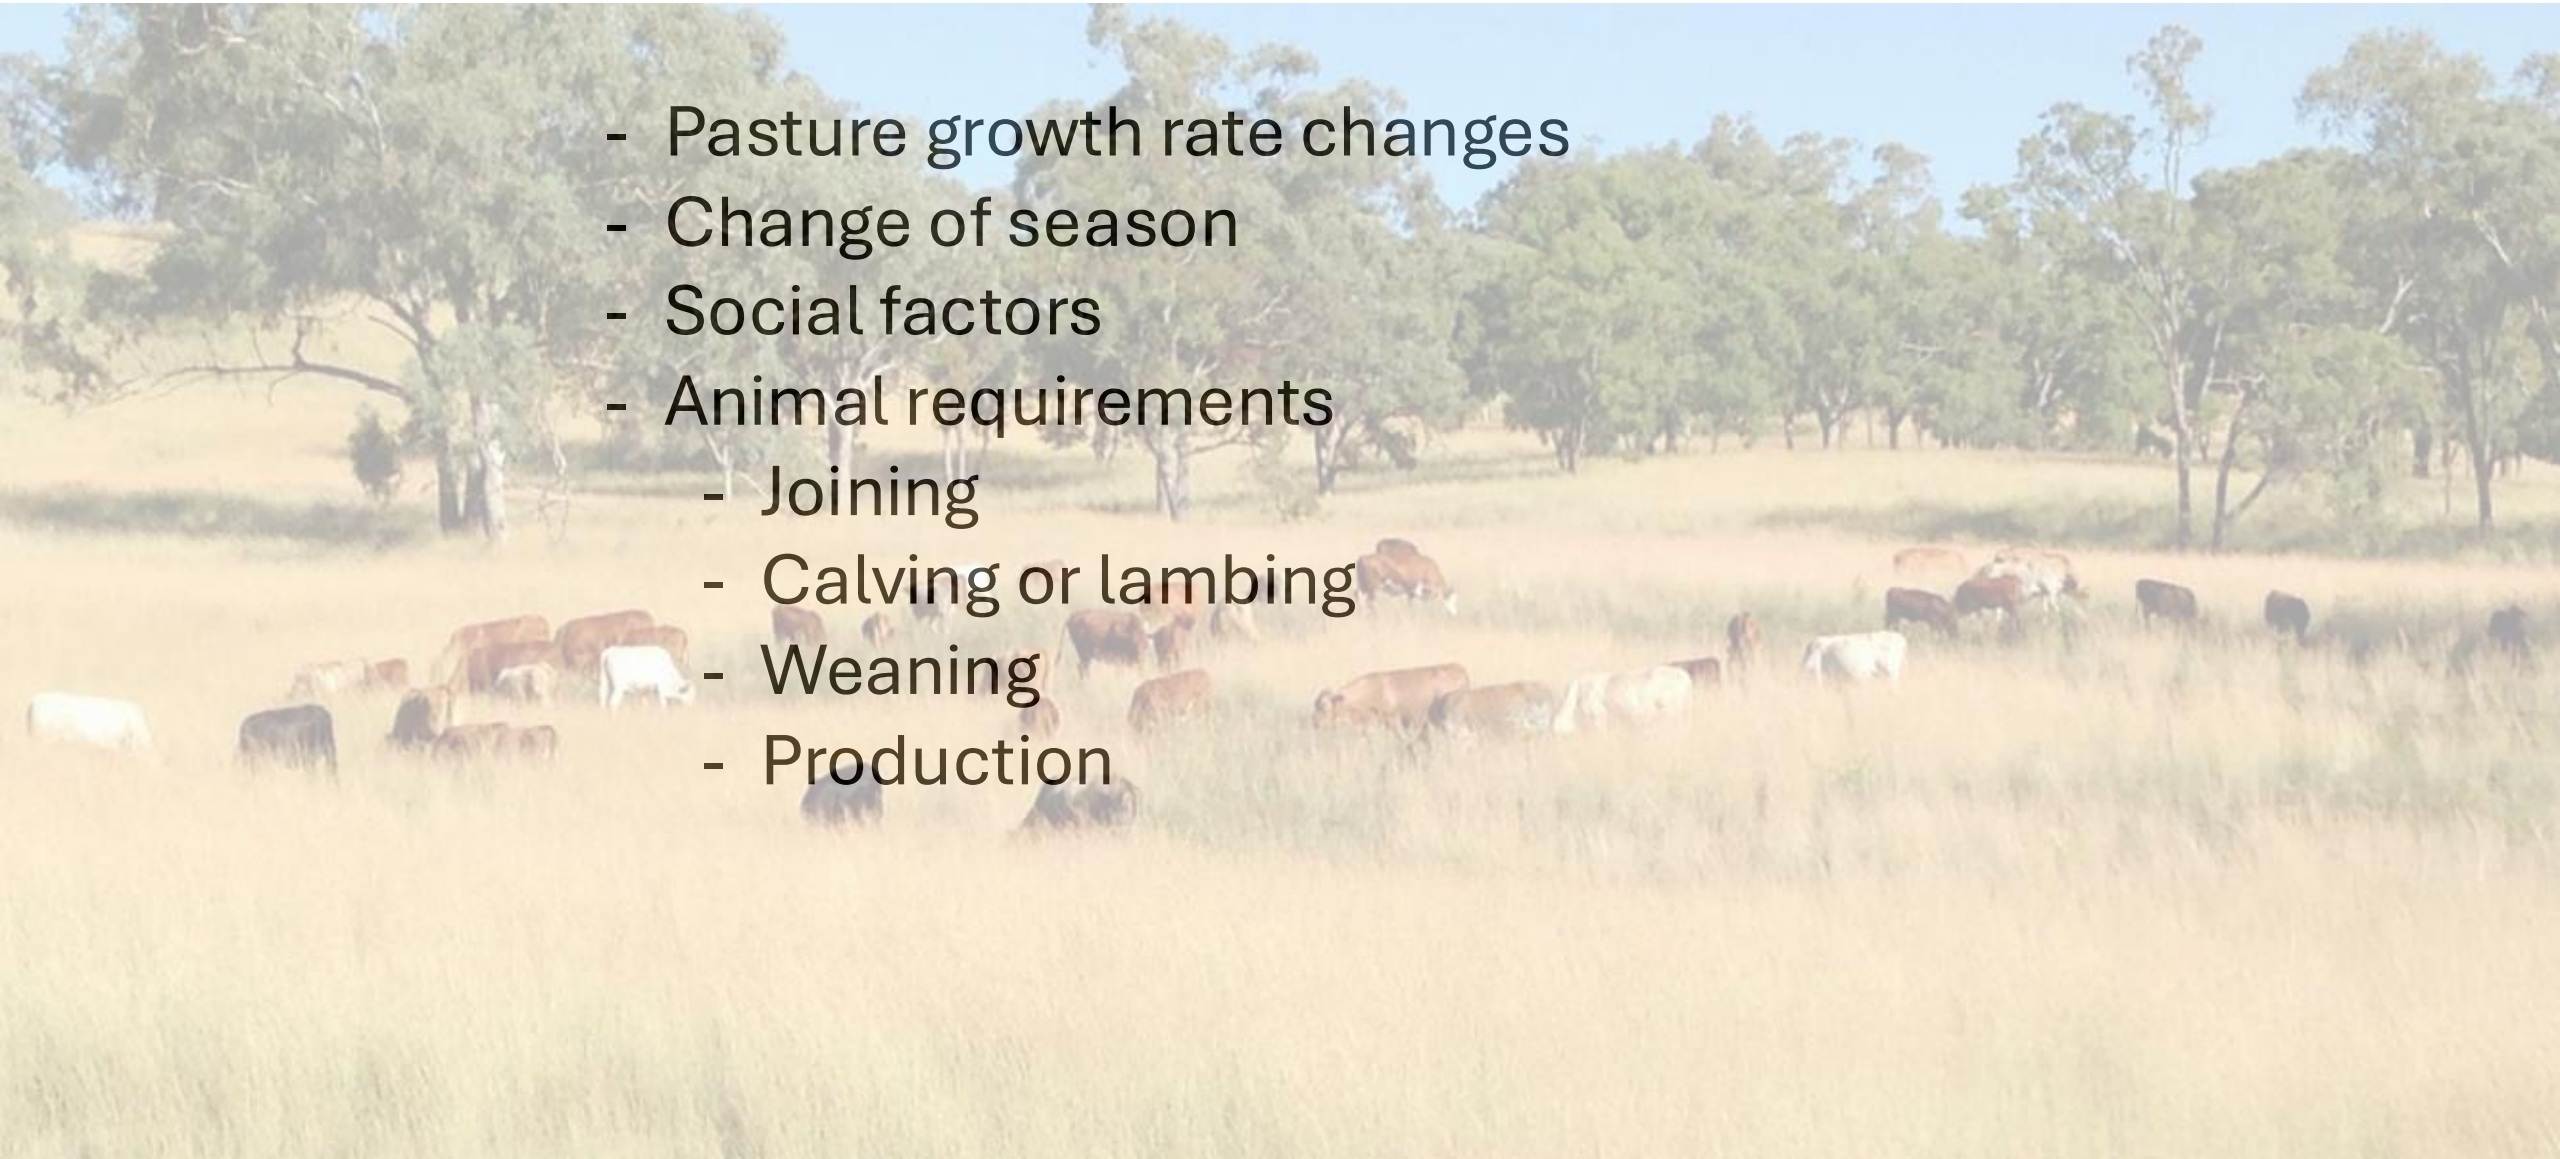 - Pasture growth rate changes
- Change of season
- Social factors
- Animal requirements
- Joining
- Calving or lambing
- Weaning
- Production